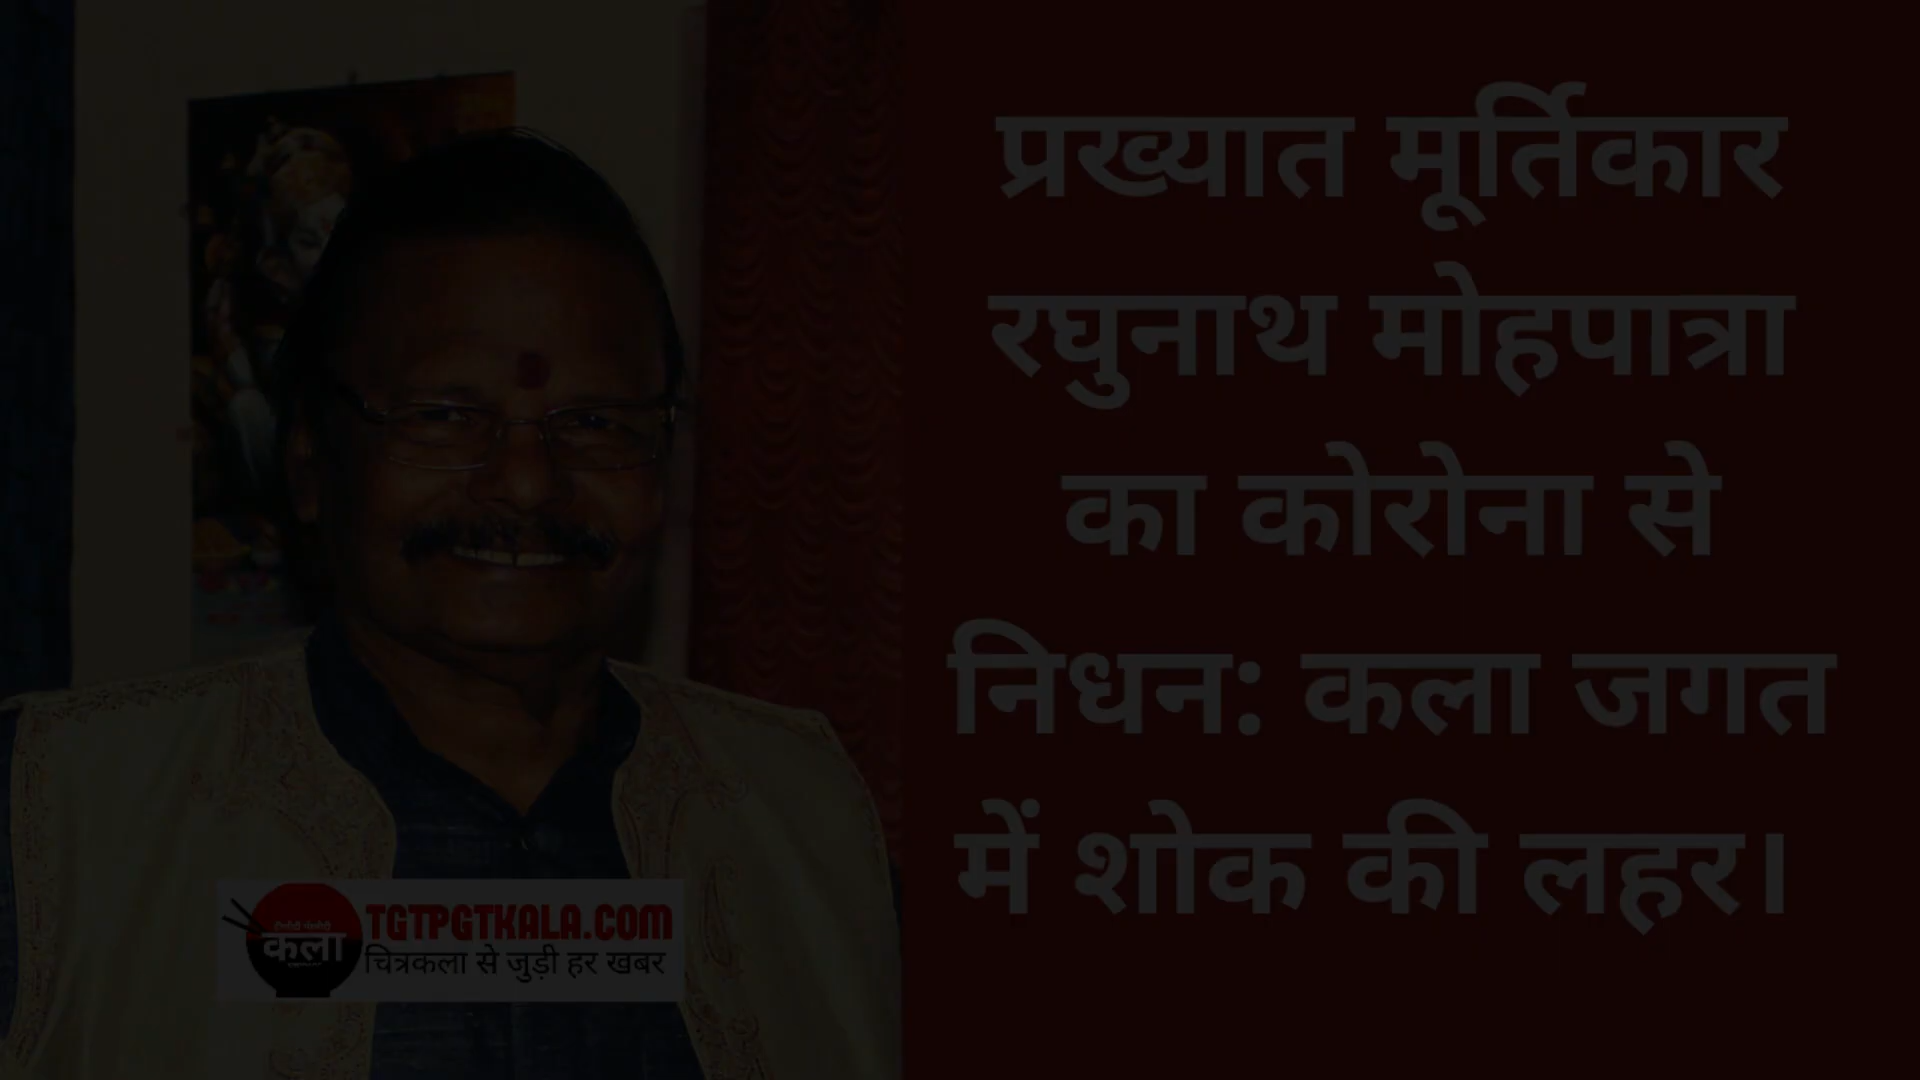 प्रख्यात मूर्तिकार
रघुनाथ मोहपात्रा
का कोरोना से
निधन: कला जगत
में शोक की लहर।
कला
TGTPGTKALA.COM
चित्रकला से जुड़ी हर खबर